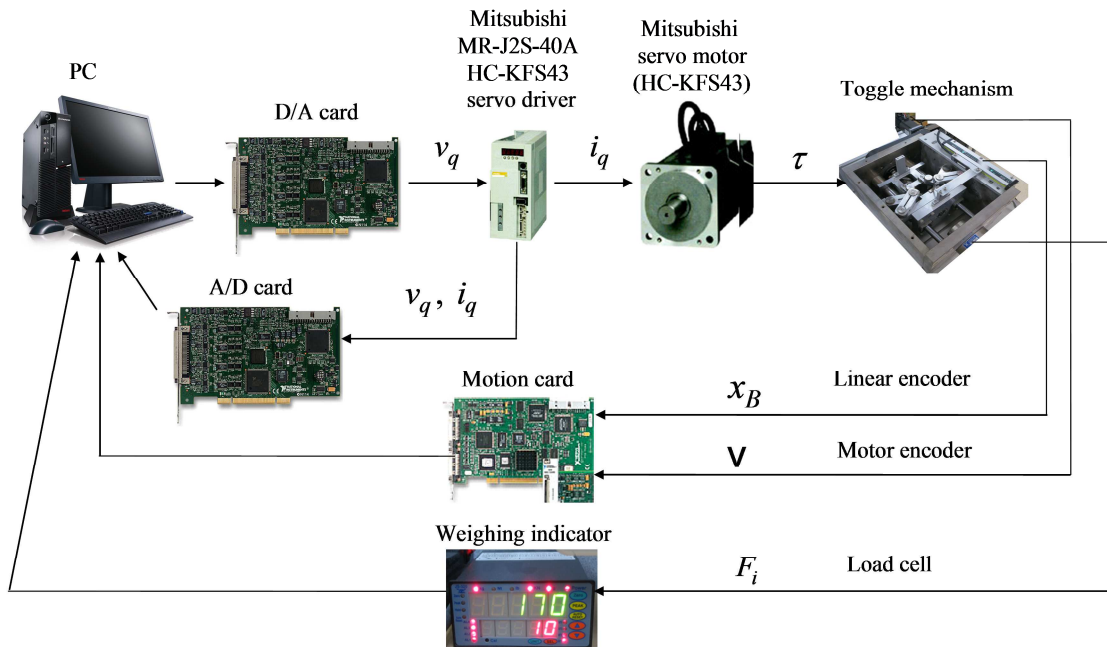 Mitsubishi
MR-J2S-40A
HC-KFS43
servo driver
Mitsubishi
servo motor
(HC-KFS43)
PC
D/A card
Toggle mechanism
v_q
i_q
τ
A/D card
v_q , i_q
Motion card
x_B
Linear encoder
v
Motor encoder
Weighing indicator
F_i
Load cell
170
10